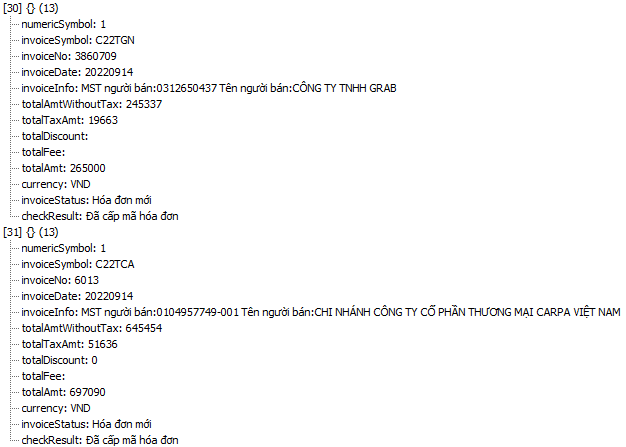 [30] {} (13)
numericSymbol: 1
invoiceSymbol: C22TGN
invoiceNo: 3860709
invoiceDate: 20220914
invoiceInfo: MST người bán:0312650437 Tên người bán:CÔNG TY TNHH GRAB
totalAmtWithoutTax: 245337
totalTaxAmt: 19663
totalDiscount:
totalFee:
totalAmt: 265000
currency: VND
invoiceStatus: Hóa đơn mới
checkResult: Đã cấp mã hóa đơn
[31] {} (13)
numericSymbol: 1
invoiceSymbol: C22TCA
invoiceNo: 6013
invoiceDate: 20220914
invoiceInfo: MST người bán:0104957749-001 Tên người bán:CHI NHÁNH CÔNG TY CỔ PHẦN THƯƠNG MẠI CARPA VIỆT NAM
totalAmtWithoutTax: 645454
totalTaxAmt: 51636
totalDiscount: 0
totalFee:
totalAmt: 697090
currency: VND
invoiceStatus: Hóa đơn mới
checkResult: Đã cấp mã hóa đơn